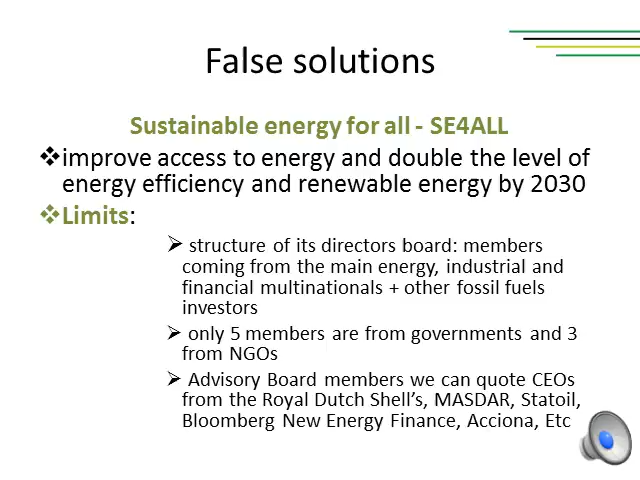 False solutions
Sustainable energy for all - SE4ALL
❖improve access to energy and double the level of
energy efficiency and renewable energy by 2030
❖Limits:
➢ structure of its directors board: members
coming from the main energy, industrial and
financial multinationals + other fossil fuels
investors
➢ only 5 members are from governments and 3
from NGOs
➢ Advisory Board members we can quote CEOs
from the Royal Dutch Shell’s, MASDAR, Statoil,
Bloomberg New Energy Finance, Acciona, Etc